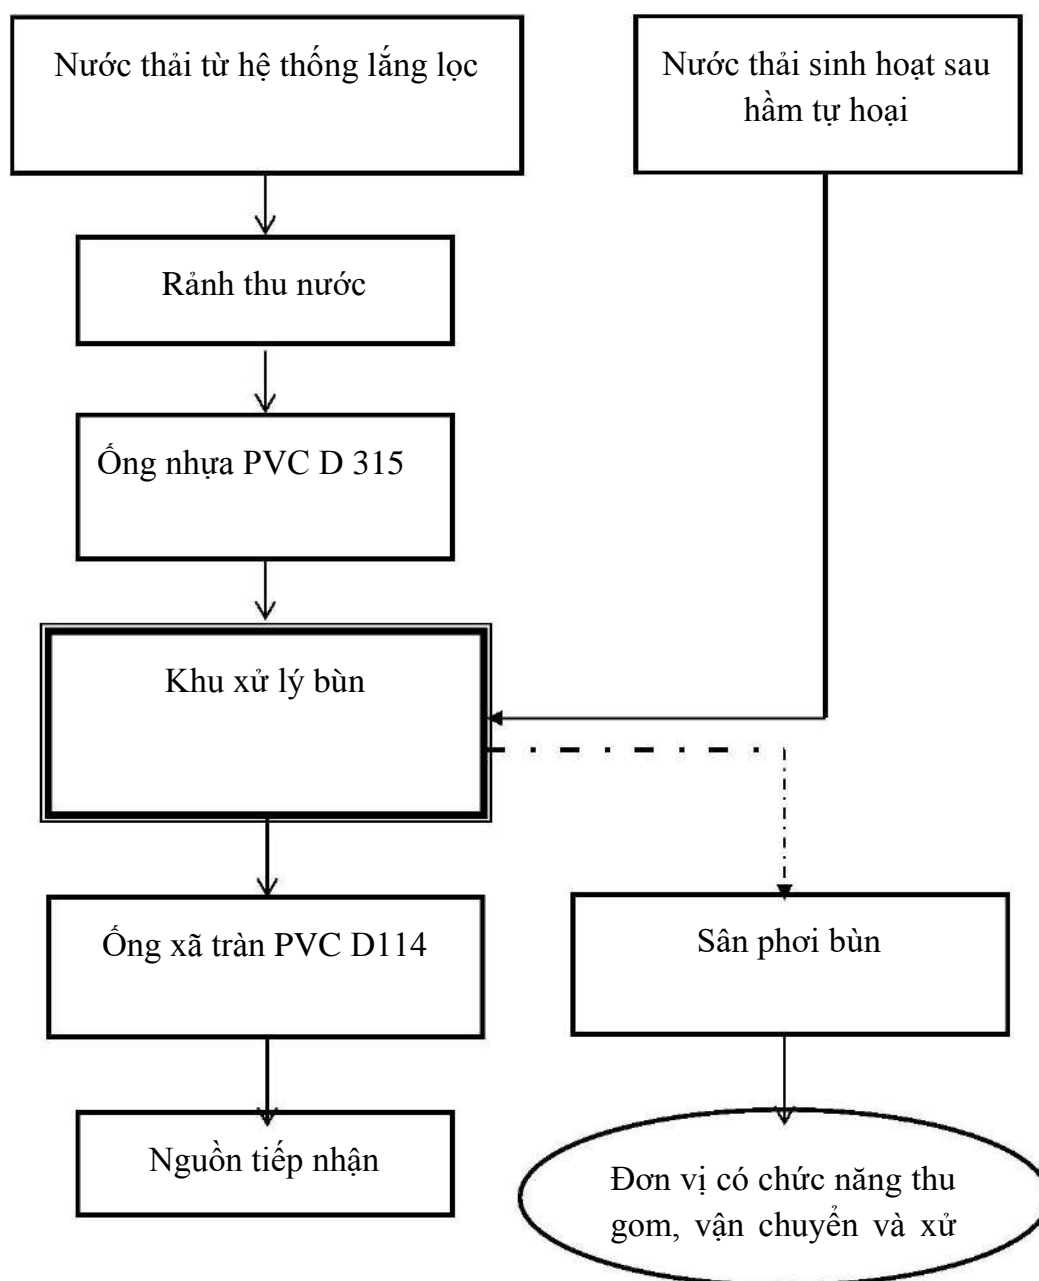 Nước thải từ hệ thống lắng lọc
Nước thải sinh hoạt sau
hầm tự hoại
Rảnh thu nước
Ống nhựa PVC D 315
Khu xử lý bùn
Ống xã tràn PVC D114
Sân phơi bùn
Nguồn tiếp nhận
Đơn vị có chức năng thu
gom, vận chuyển và xử